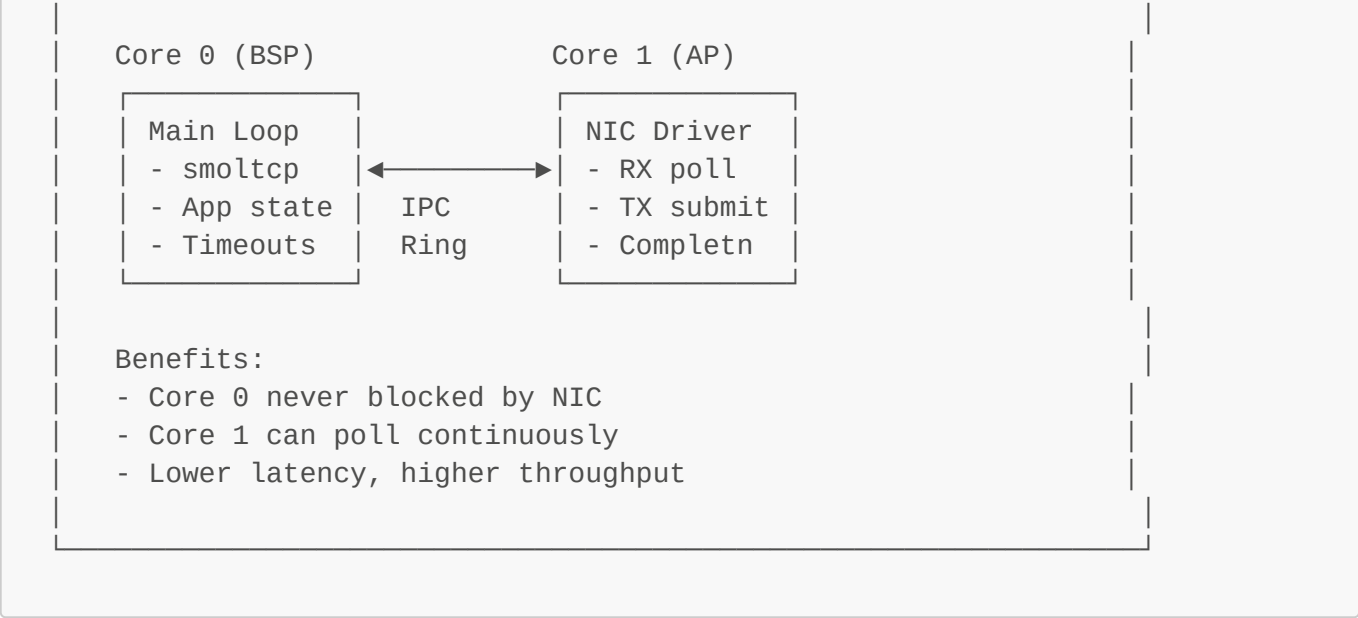 Core 0 (BSP) Core 1 (AP)
Main Loop NIC Driver
- smoltcp - RX poll
- App state IPC - TX submit
- Timeouts Ring - Completn
Benefits:
- Core 0 never blocked by NIC
- Core 1 can poll continuously
- Lower latency, higher throughput